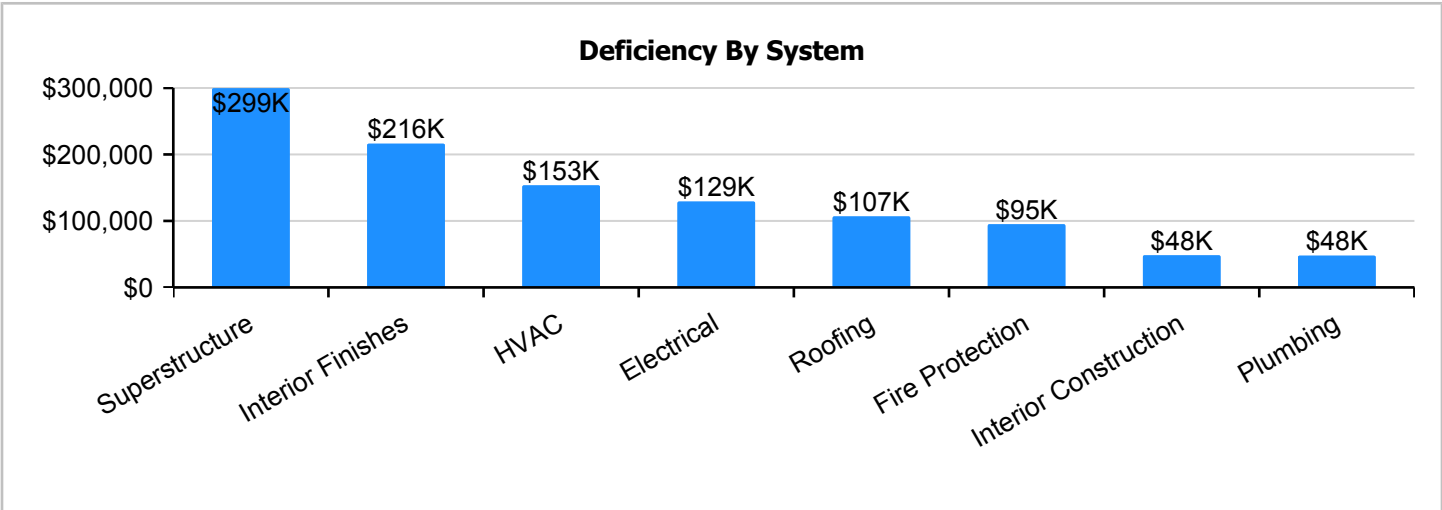 Deficiency By System
$300,000
$200,000
$100,000
$0
$299K
$216K
$153K
$129K
$107K
$95K
$48K
$48K
Superstructure
Interior Finishes
HVAC
Electrical
Roofing
Fire Protection
Interior Construction
Plumbing